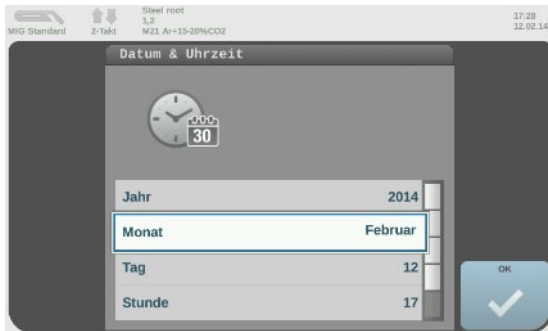 MIG Standard
2-Takt
Steel root
1,2
M21 Ar+15-20%CO2
17:28
12.02.14
Datum & Uhrzeit
30
Jahr 2014
Monat Februar
Tag 12
Stunde 17
OK